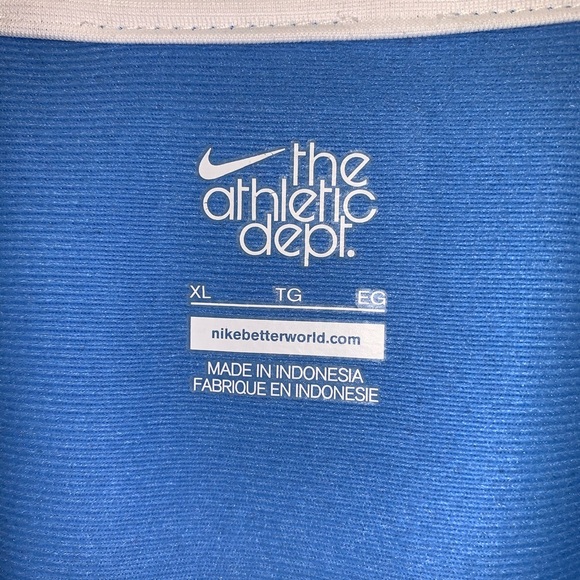 the
athletic
dept.
XL TG EG
nikebetterworld.com
MADE IN INDONESIA
FABRIQUE EN INDONESIE